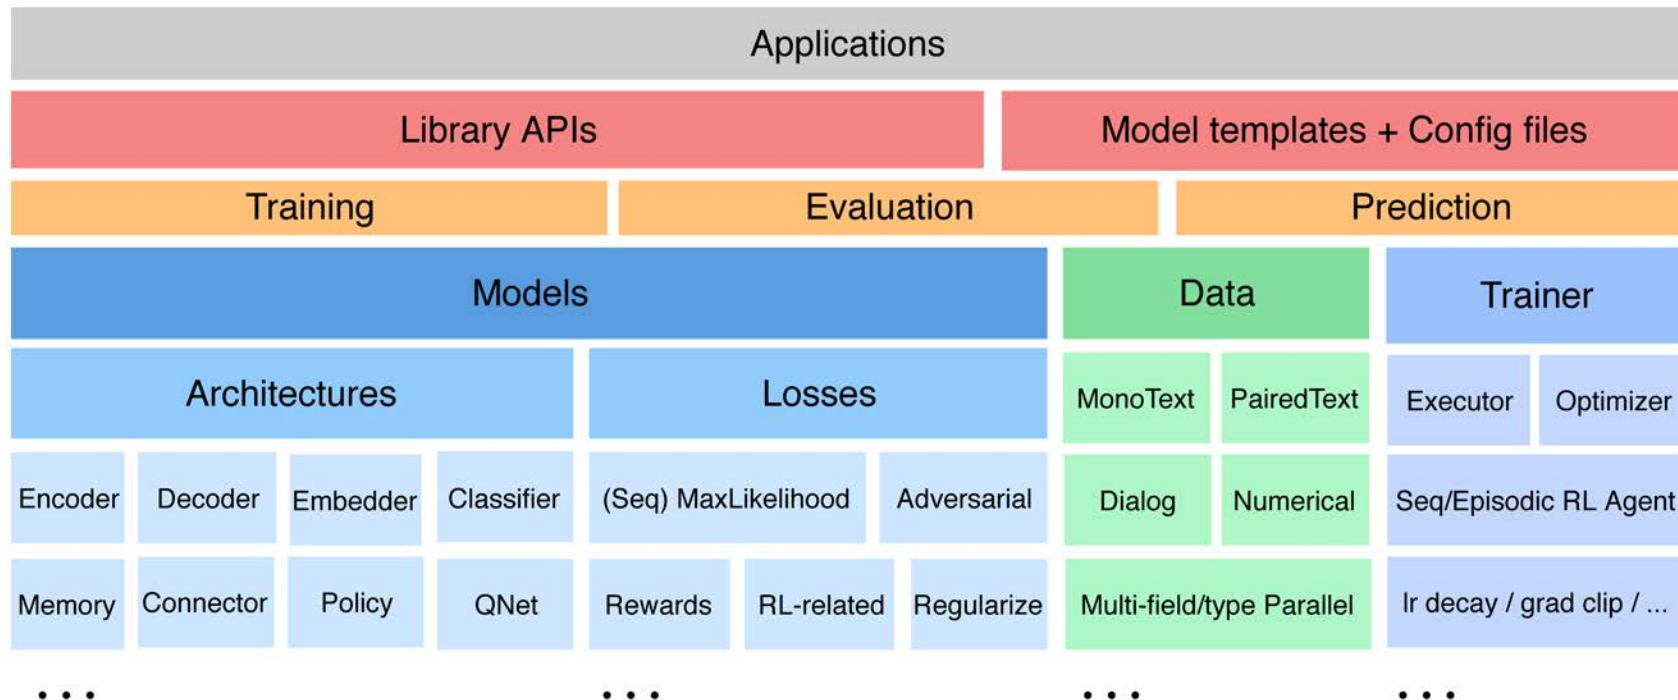 Applications
Library APIs
Model templates + Config files
Training
Evaluation
Prediction
Models
Data
Trainer
Architectures
Losses
MonoText
PairedText
Executor
Optimizer
Encoder
Decoder
Embedder
Classifier
(Seq) MaxLikelihood
Adversarial
Dialog
Numerical
Seq/Episodic RL Agent
Memory
Connector
Policy
QNet
Rewards
RL-related
Regularize
Multi-field/type Parallel
lr decay / grad clip / ...
...
...
...
...